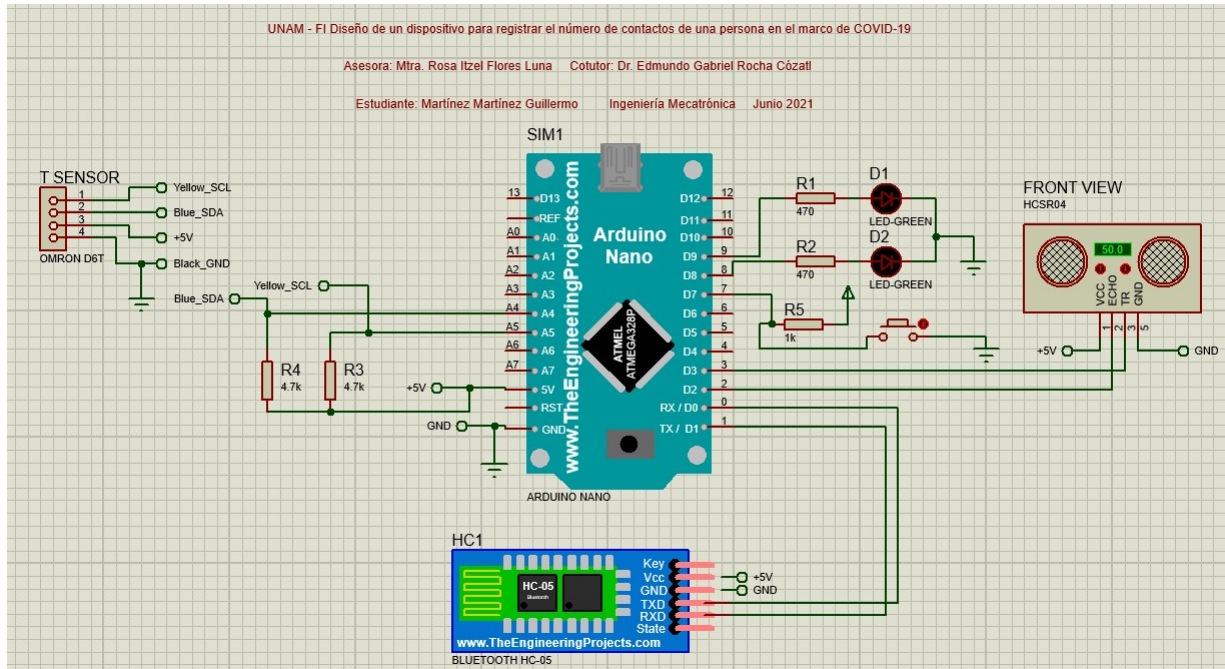 UNAM - FI Diseño de un dispositivo para registrar el número de contactos de una persona en el marco de COVID-19
Asesora: Mtra. Rosa Itzel Flores Luna Cotutor: Dr. Edmundo Gabriel Rocha Cózatl
Estudiante: Martínez Martínez Guillermo Ingeniería Mecatrónica Junio 2021
T SENSOR
1
2
3
4
OMRON D6T
Yellow_SCL
Blue_SDA
+5V
Black_GND
Blue_SDA
Yellow_SCL
R4
4.7k
R3
4.7k
+5V
GND
SIM1
13
A0
A1
A2
A3
A4
A5
A6
A7
D13
REF
A0
A1
A2
A3
A4
A5
A6
A7
5V
RST
GND
www.TheEngineeringProjects.com
Arduino
Nano
ATMEL
ATMEGA328P
D12
D11
D10
D9
D8
D7
D6
D5
D4
D3
D2
RX / D0
TX / D1
12
11
10
9
8
7
6
5
4
3
2
0
1
ARDUINO NANO
R1
470
D1
LED-GREEN
R2
470
D2
LED-GREEN
R5
1k
FRONT VIEW
HCSR04
50.0
VCC
ECHO
TR
GND
1
2
3
5
+5V
GND
HC1
HC-05
Bluetooth
Key
Vcc
GND
TXD
RXD
State
+5V
GND
www.TheEngineeringProjects.com
BLUETOOTH HC-05